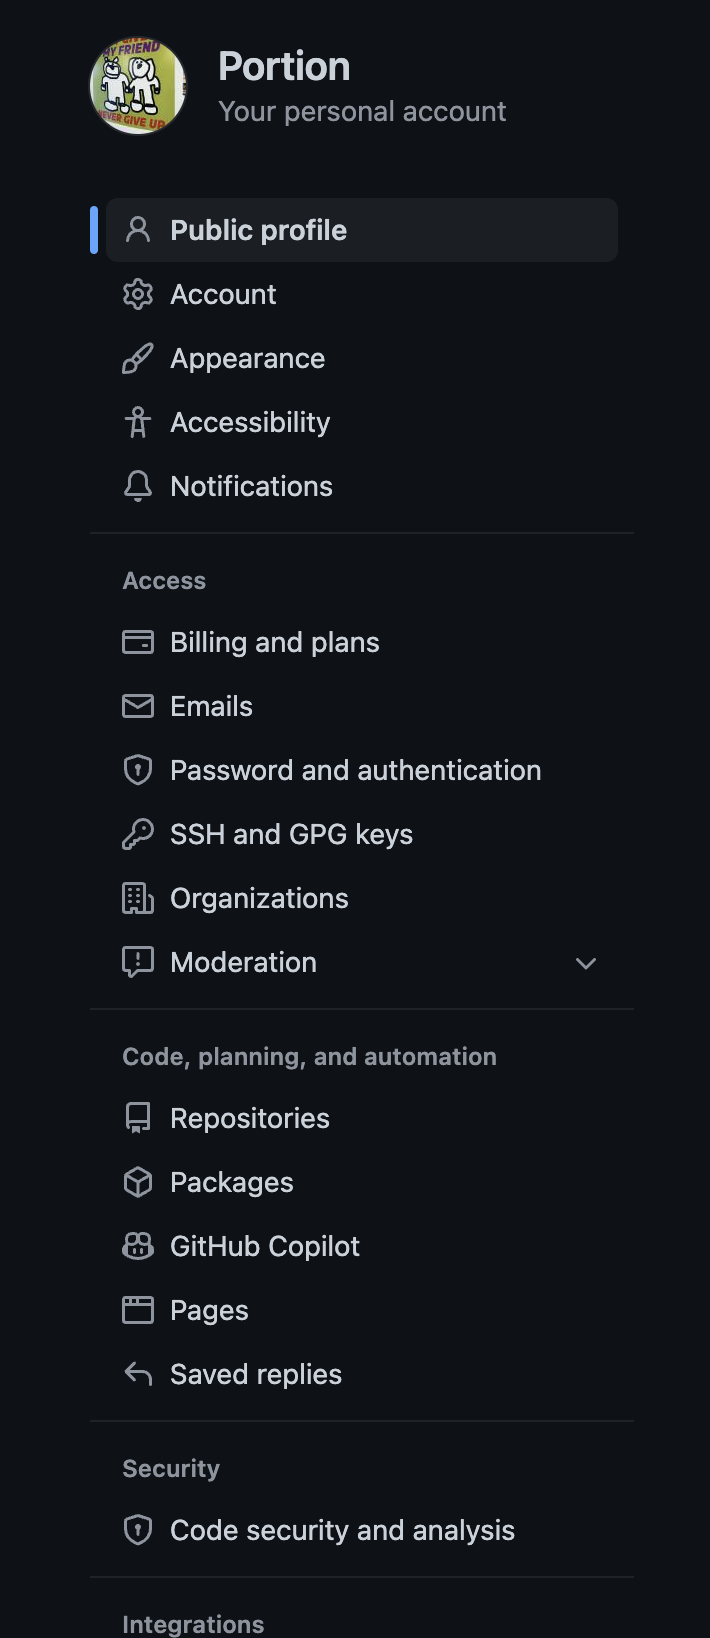 MY FRIEND
NEVER GIVE UP
Portion
Your personal account
Public profile
Account
Appearance
Accessibility
Notifications
Access
Billing and plans
Emails
Password and authentication
SSH and GPG keys
Organizations
Moderation
Code, planning, and automation
Repositories
Packages
GitHub Copilot
Pages
Saved replies
Security
Code security and analysis
Integrations